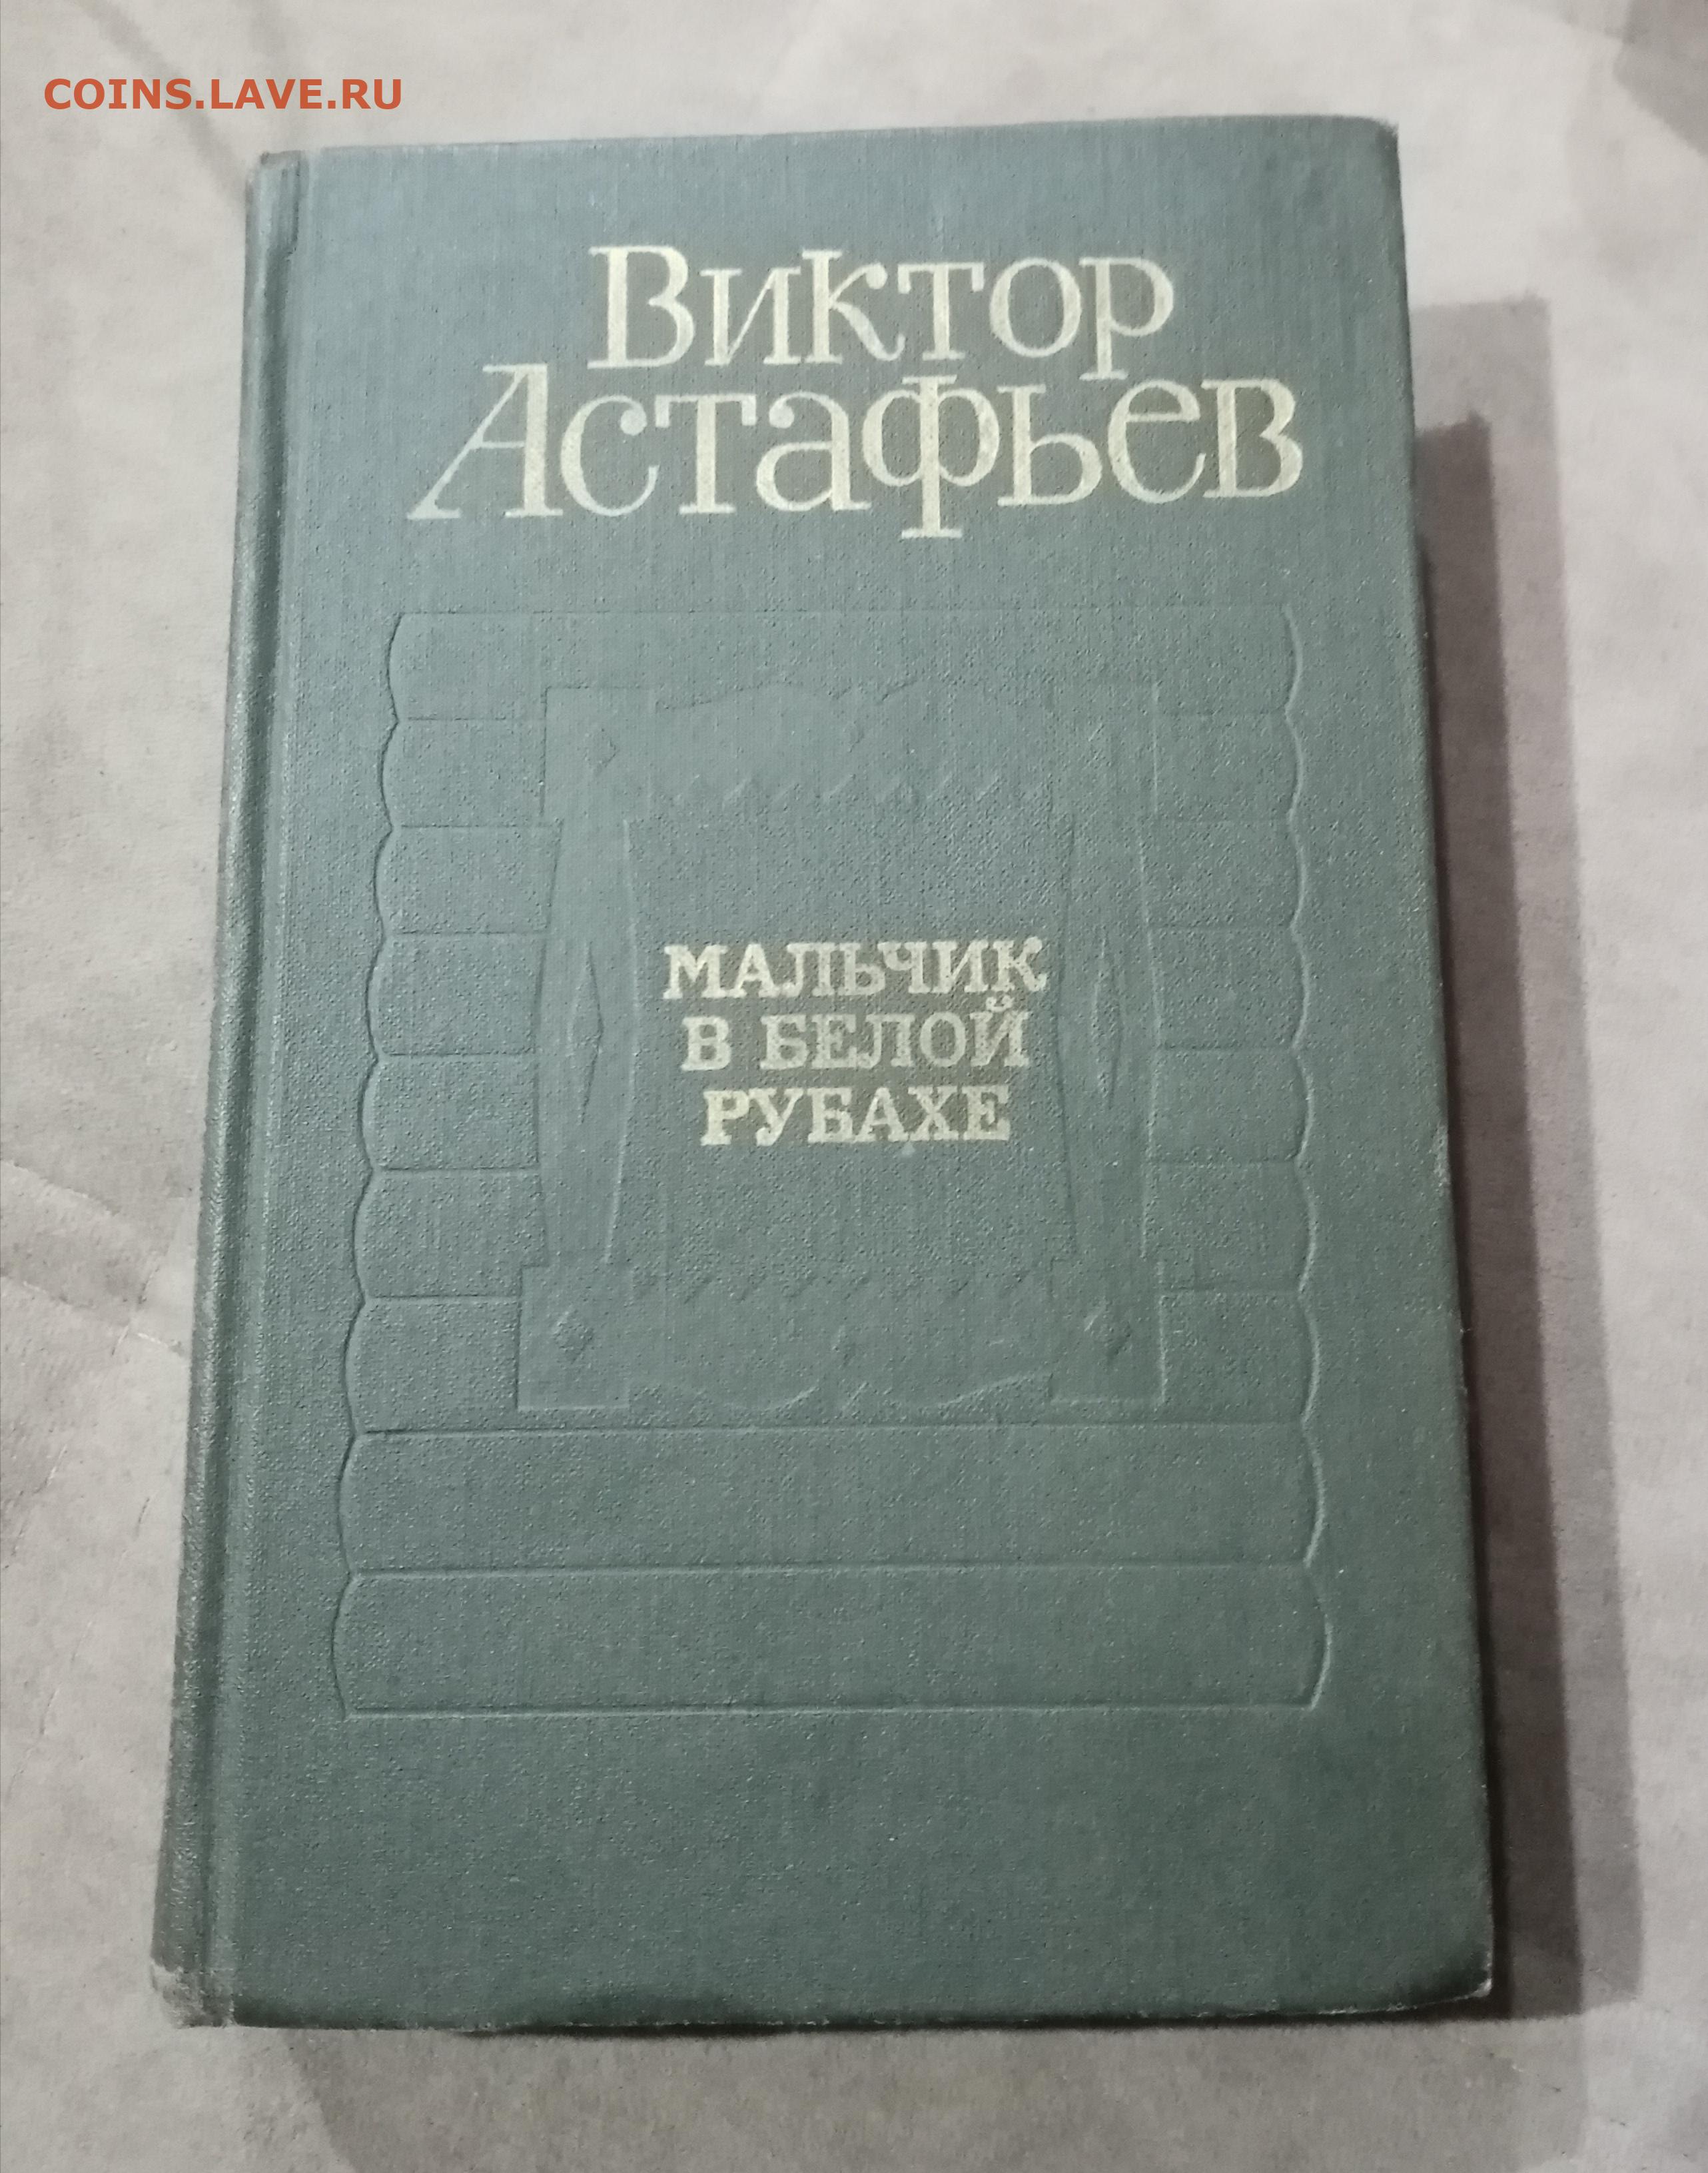 COINS.LAVE.RU
Виктор
Астафьев
МАЛЬЧИК
В БЕЛОЙ
РУБАХЕ